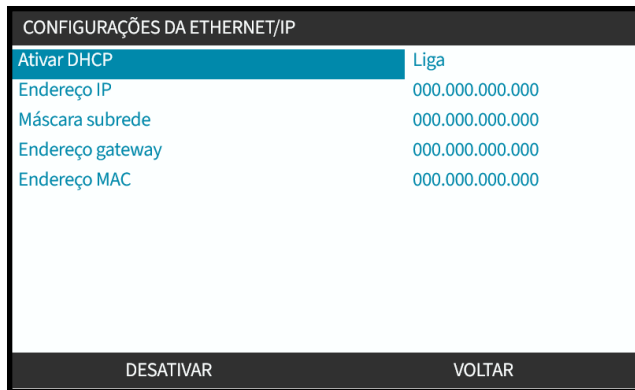 CONFIGURAÇÕES DA ETHERNET/IP
Ativar DHCP Liga
Endereço IP 000.000.000.000
Máscara subrede 000.000.000.000
Endereço gateway 000.000.000.000
Endereço MAC 000.000.000.000
DESATIVAR VOLTAR